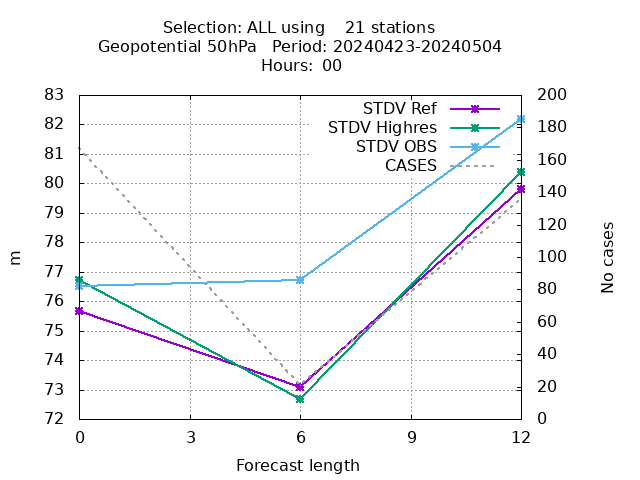 Selection: ALL using    21 stations
Geopotential 50hPa   Period: 20240423-20240504
Hours: 00
83
82
81
80
79
78
77
76
75
74
73
72
m
STDV Ref
STDV Highres
STDV OBS
CASES
200
180
160
140
120
100
80
60
40
20
0
No cases
0 3 6 9 12
Forecast length